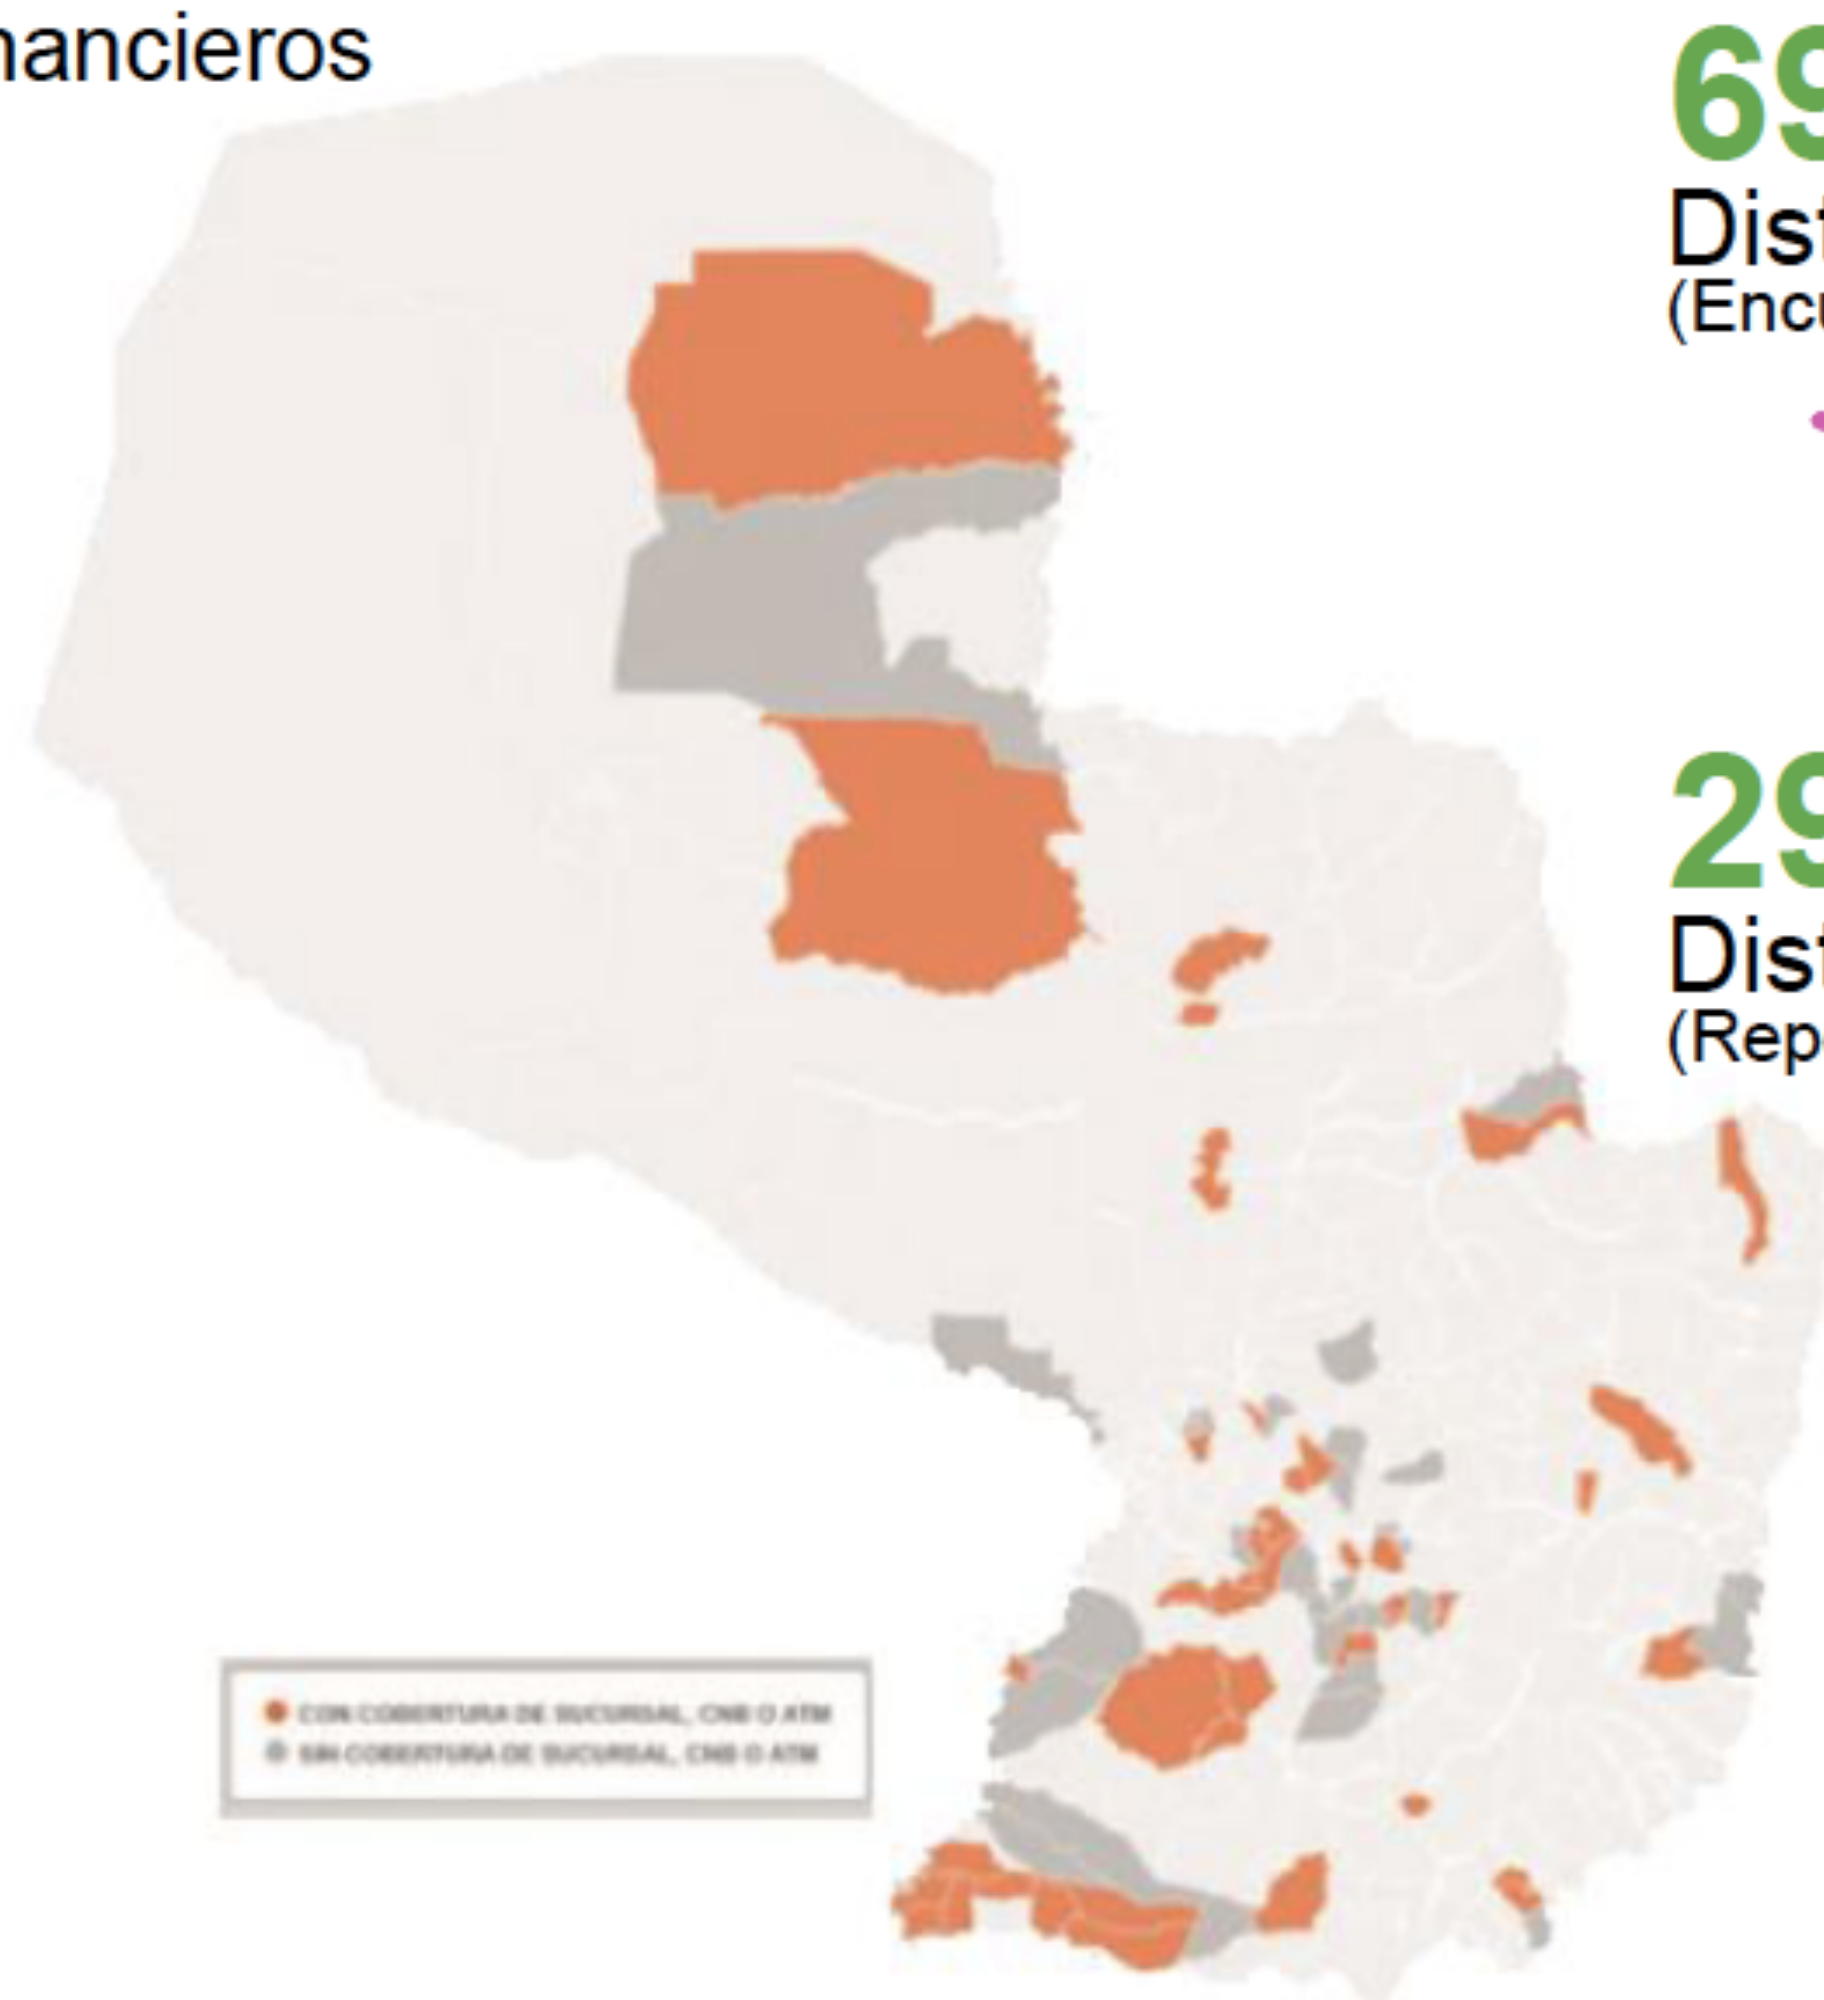 nancieros
69
Dist
(Encu
29
Dist
(Rep
CON COBERTURA DE SUCURSAL, CNB O ATM
SIN COBERTURA DE SUCURSAL, CNB O ATM